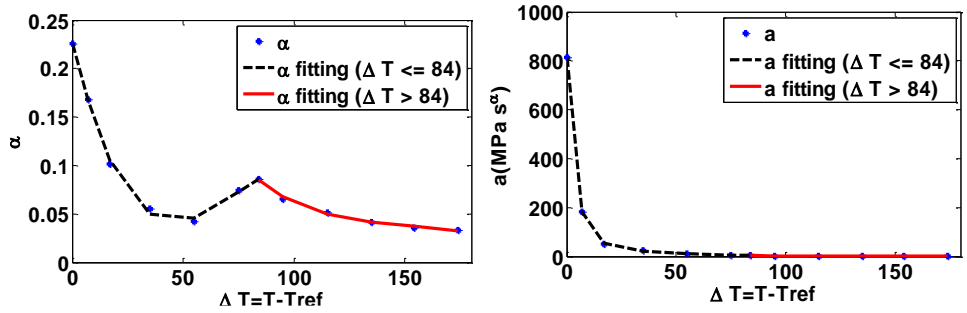 0.25
0.2
0.15
0.1
0.05
0
0
50
100
150
α
Δ T=T-Tref
α
α fitting (Δ T <= 84)
α fitting (Δ T > 84)
1000
800
600
400
200
0
0
50
100
150
a(MPa s^α)
Δ T=T-Tref
a
a fitting (Δ T <= 84)
a fitting (Δ T > 84)